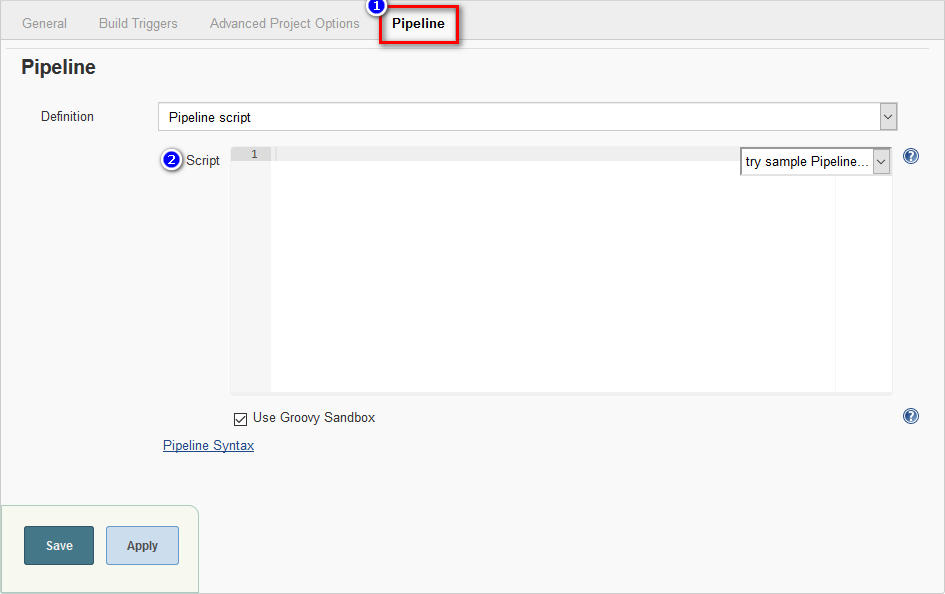 1
General Build Triggers Advanced Project Options Pipeline
Pipeline
Definition Pipeline script
2 Script 1 try sample Pipeline... ?
Use Groovy Sandbox ?
Pipeline Syntax
Save Apply